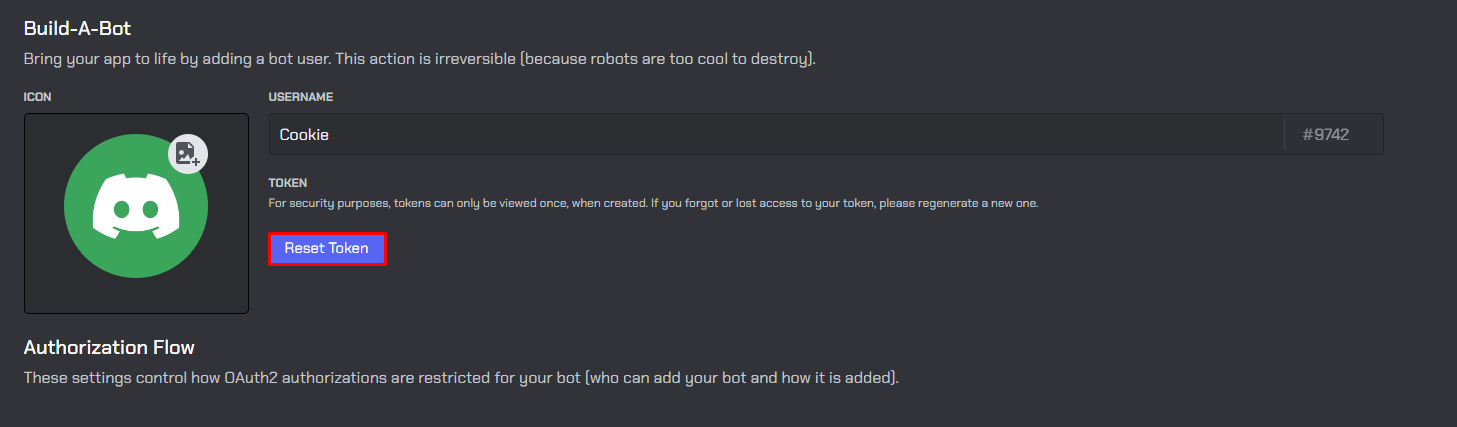 Build-A-Bot
Bring your app to life by adding a bot user. This action is irreversible (because robots are too cool to destroy).
ICON
USERNAME
Cookie
#9742
TOKEN
For security purposes, tokens can only be viewed once, when created. If you forgot or lost access to your token, please regenerate a new one.
Reset Token
Authorization Flow
These settings control how OAuth2 authorizations are restricted for your bot (who can add your bot and how it is added).